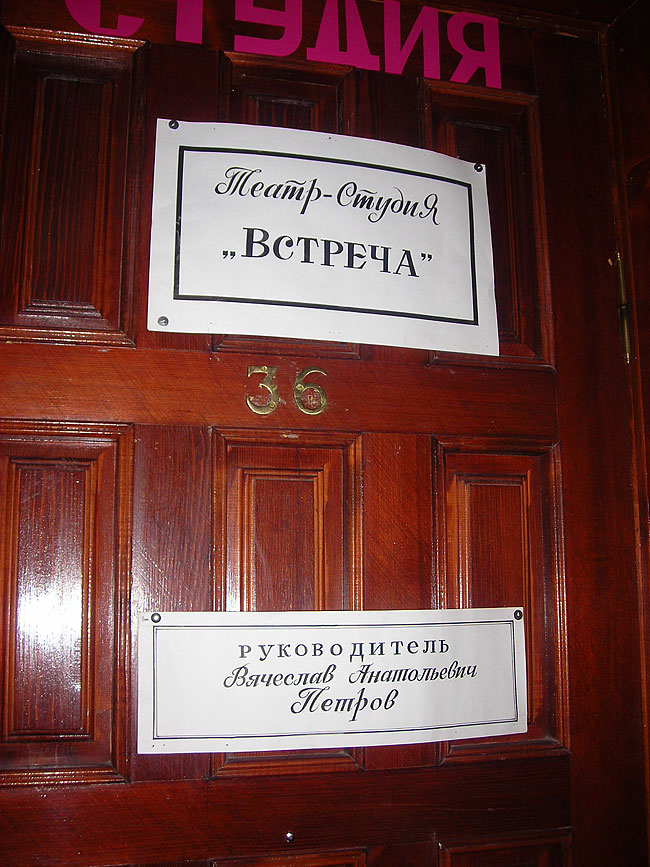 СТУДИЯ
Театр-Студия
„Встреча”
36
РУКОВОДИТЕЛЬ
Вячеслав Анатольевич
Петров